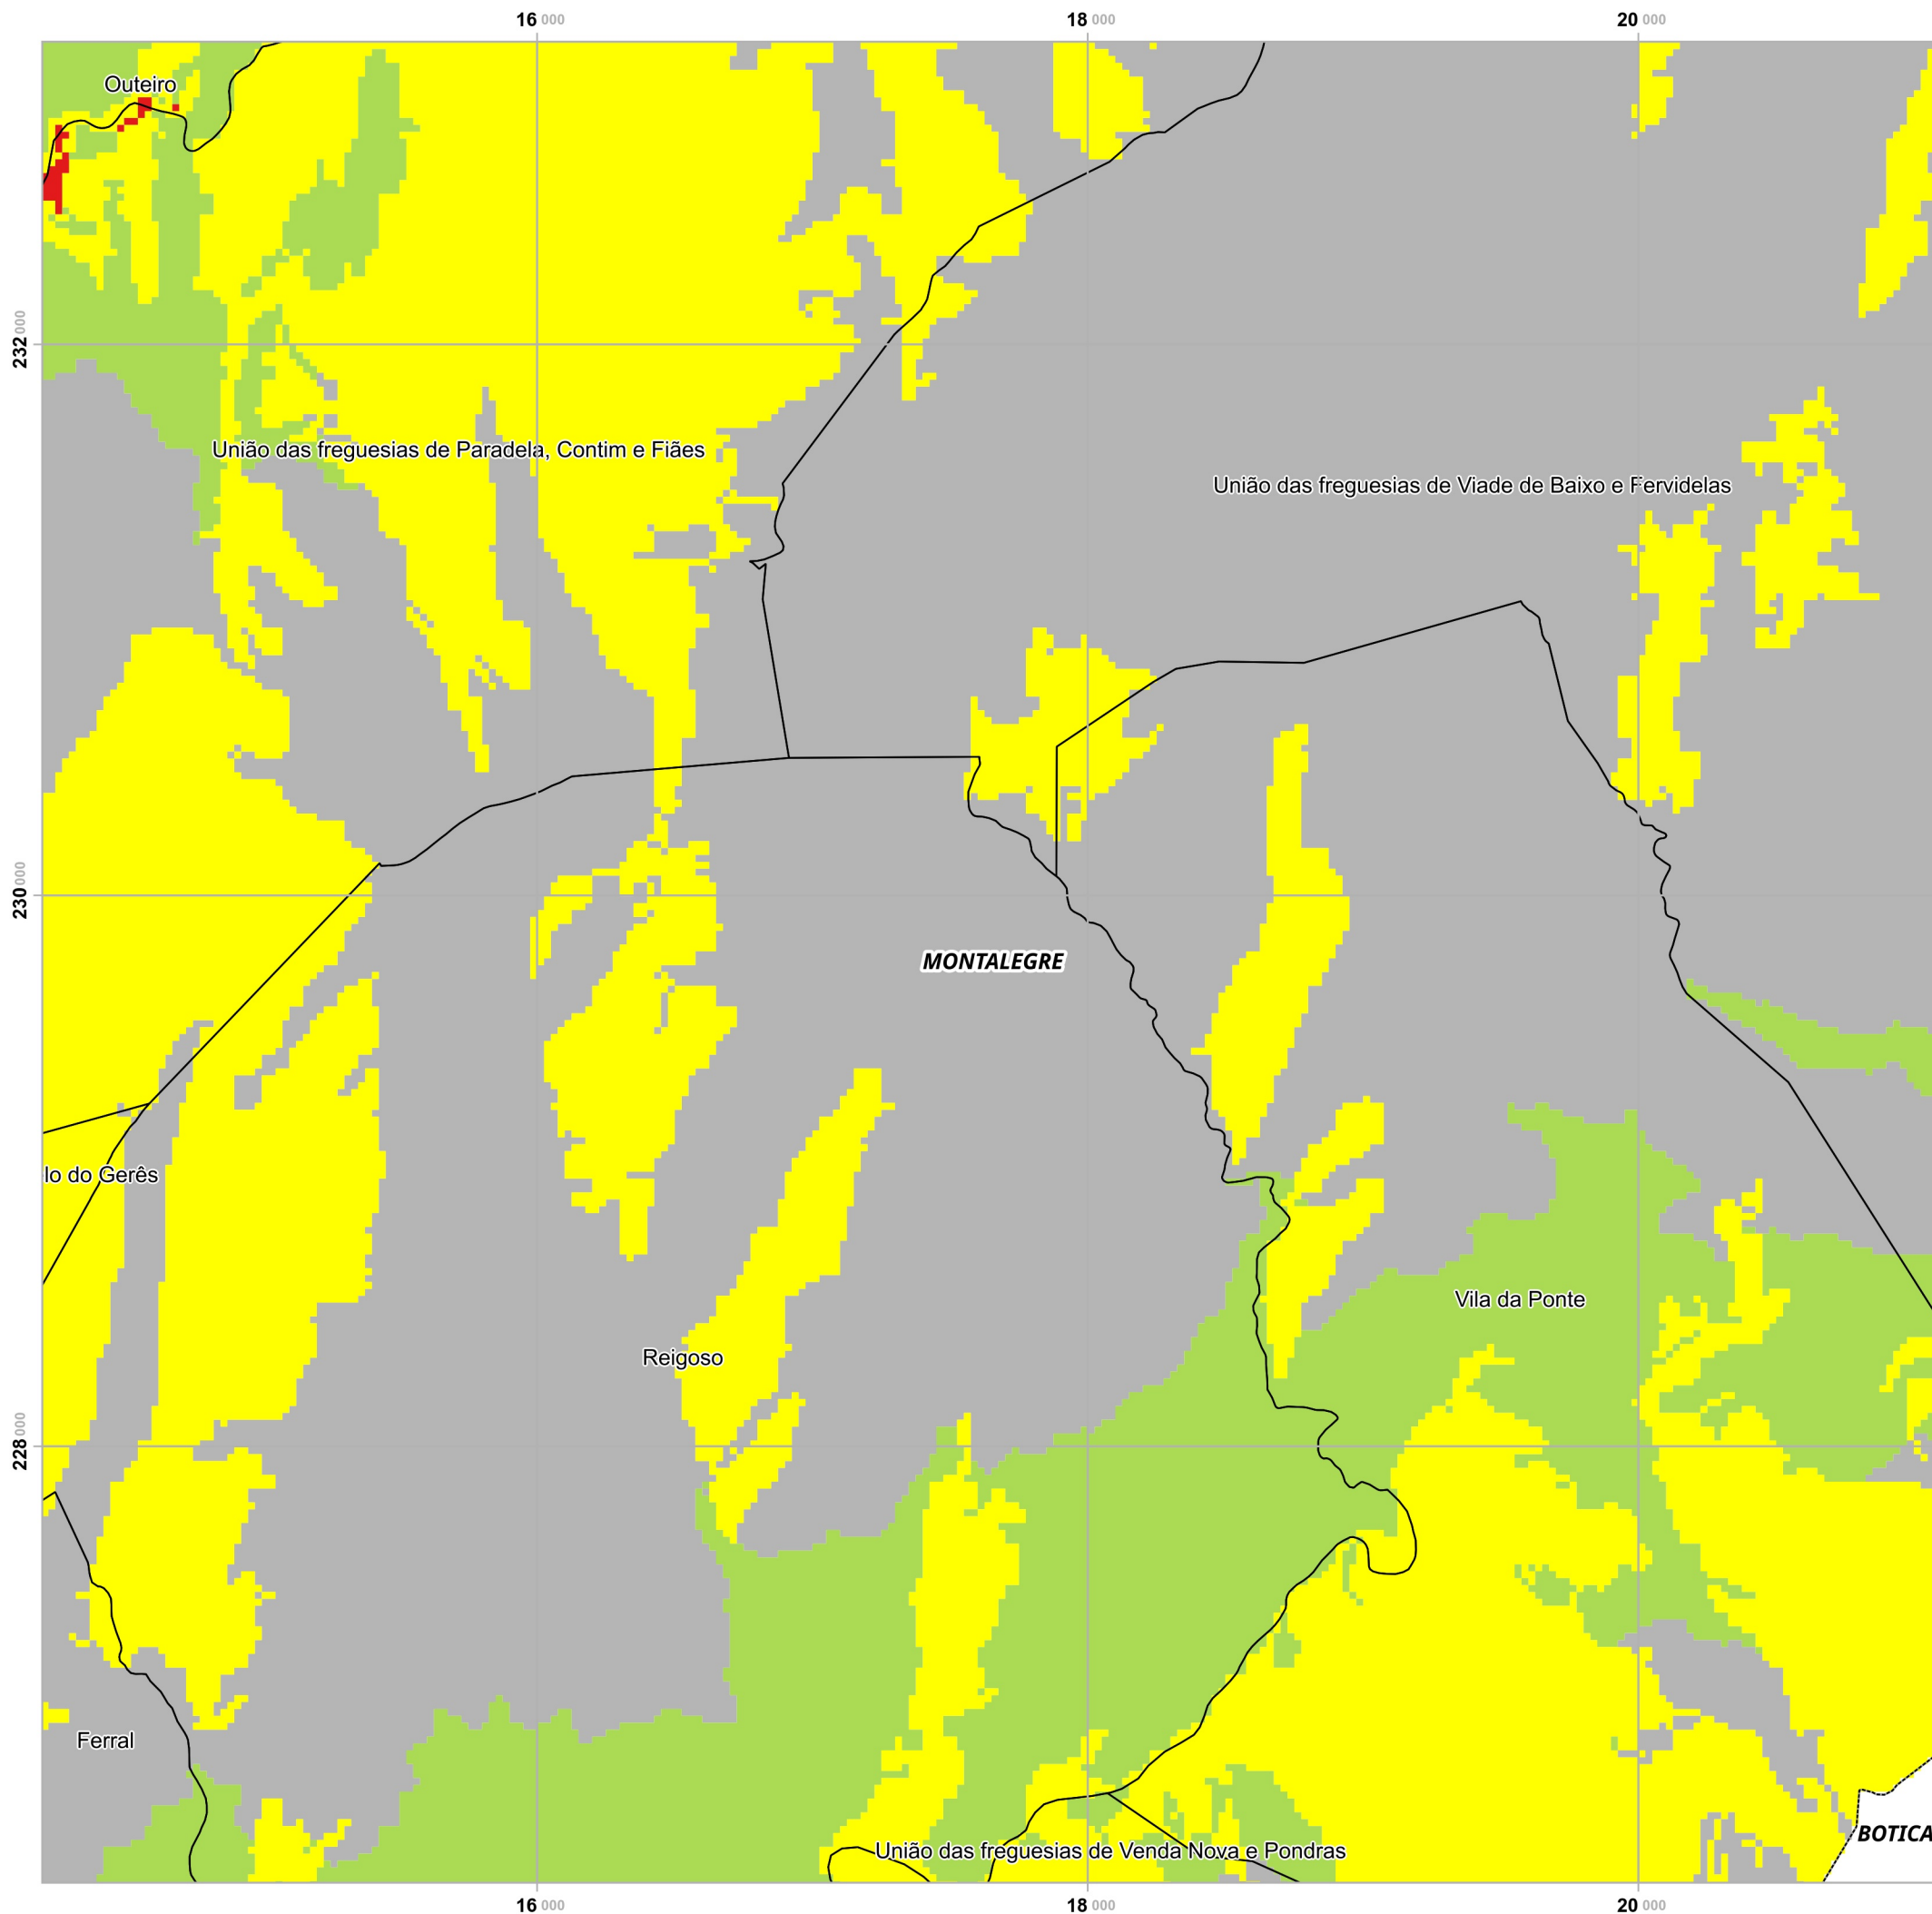 16 000
18 000
20 000
Outeiro
232 000
União das freguesias de Paradela, Contim e Fiães
União das freguesias de Viade de Baixo e Fervidelas
230 000
MONTALEGRE
lo do Gerês
Vila da Ponte
Reigoso
228 000
Ferral
BOTICA
União das freguesias de Venda Nova e Pondras
16 000
18 000
20 000